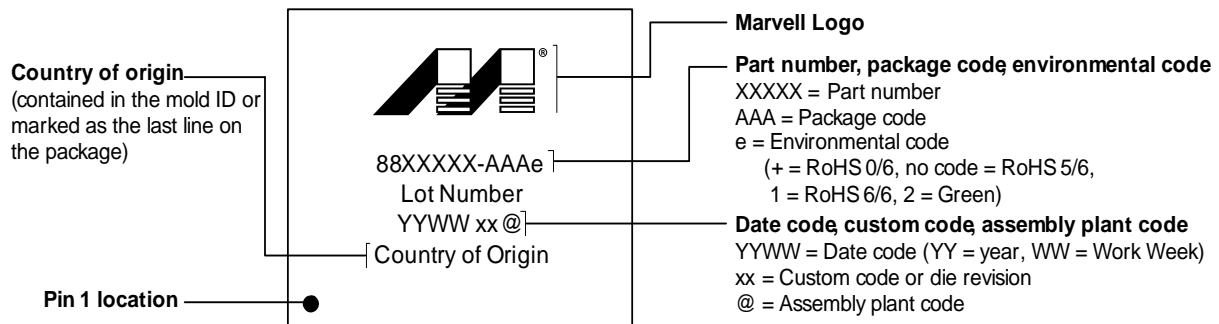 Country of origin
(contained in the mold ID or
marked as the last line on
the package)
Pin 1 location
®
88XXXXX-AAAe
Lot Number
YYWW xx @
Country of Origin
Marvell Logo
Part number, package code, environmental code
XXXXX = Part number
AAA = Package code
e = Environmental code
(+ = RoHS 0/6, no code = RoHS 5/6,
1 = RoHS 6/6, 2 = Green)
Date code, custom code, assembly plant code
YYWW = Date code (YY = year, WW = Work Week)
xx = Custom code or die revision
@ = Assembly plant code